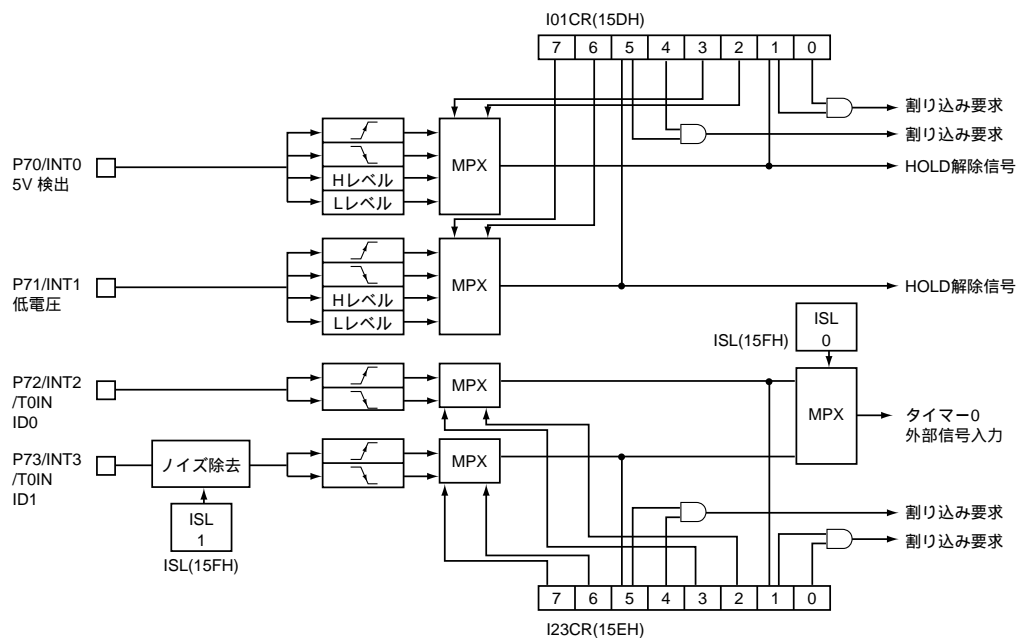 I01CR(15DH)
7 6 5 4 3 2 1 0
割り込み要求
割り込み要求
P70/INT0
5V 検出
Hレベル
Lレベル
MPX
HOLD解除信号
P71/INT1
低電圧
Hレベル
Lレベル
MPX
HOLD解除信号
ISL(15FH)
ISL
0
P72/INT2
/T0IN
ID0
MPX
MPX
タイマー0
外部信号入力
P73/INT3
/T0IN
ID1
ノイズ除去
MPX
ISL
1
ISL(15FH)
割り込み要求
割り込み要求
7 6 5 4 3 2 1 0
I23CR(15EH)